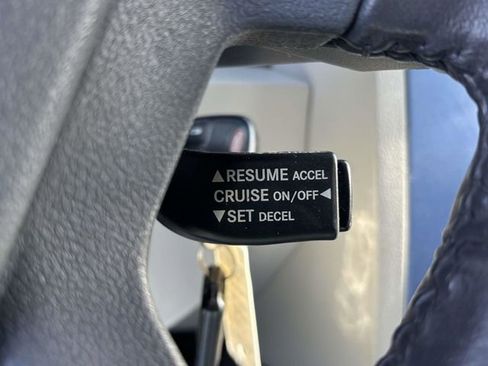 ▲RESUME ACCEL
CRUISE ON/OFF◄
▼SET DECEL